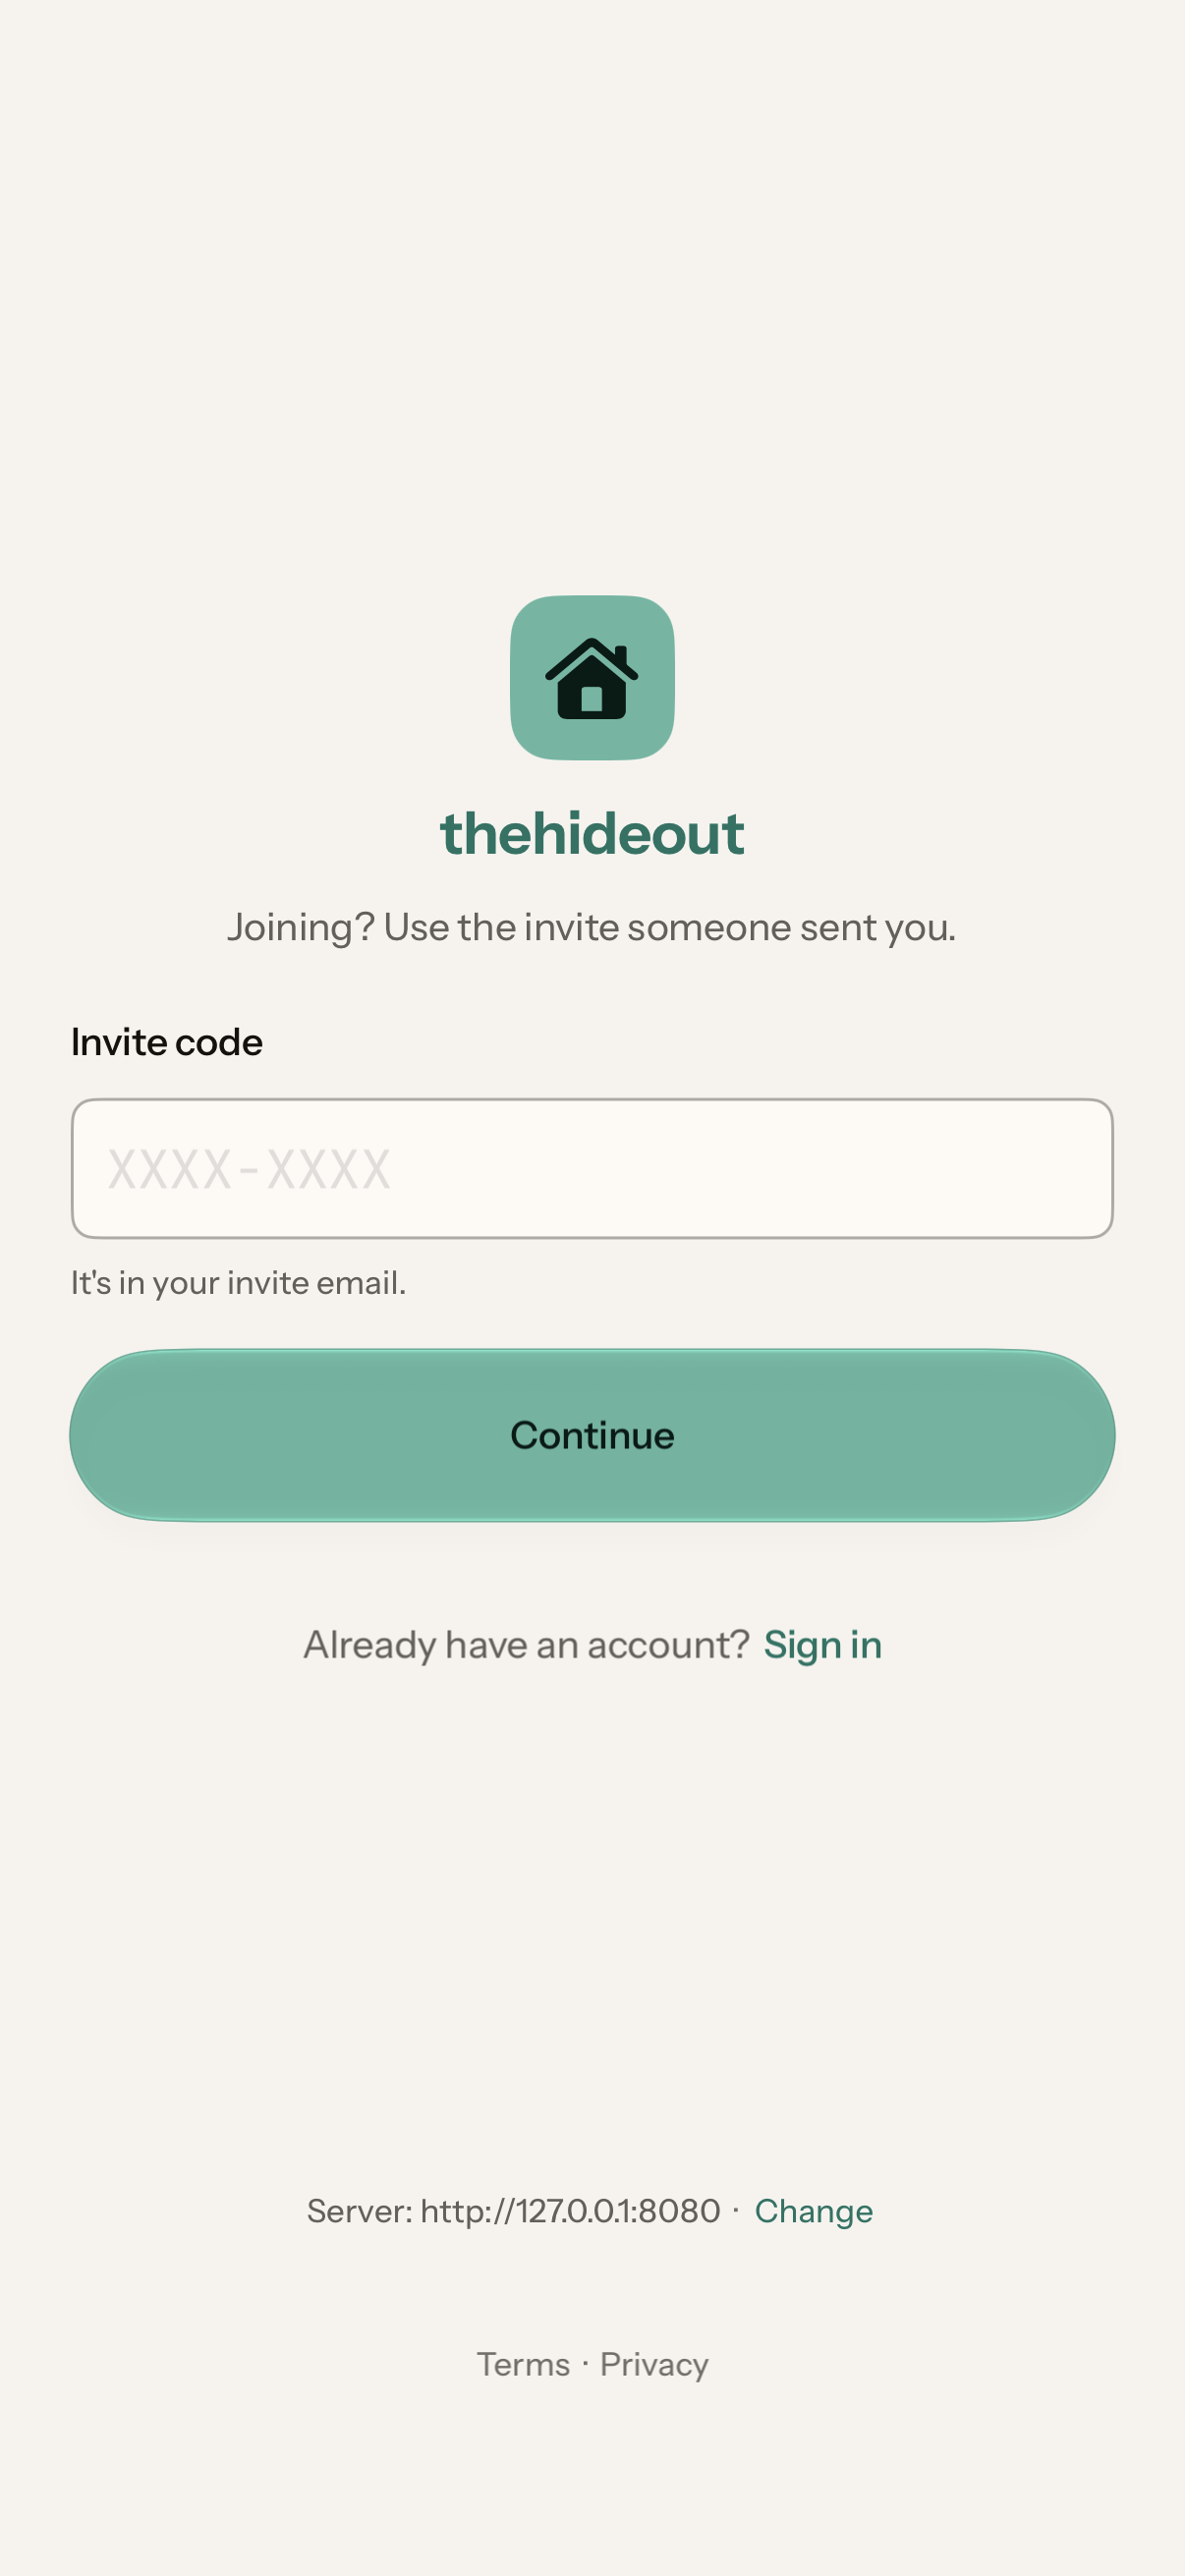 thehideout
Joining? Use the invite someone sent you.
Invite code
XXXX-XXXX
It's in your invite email.
Continue
Already have an account? Sign in
Server: http://127.0.0.1:8080 · Change
Terms · Privacy